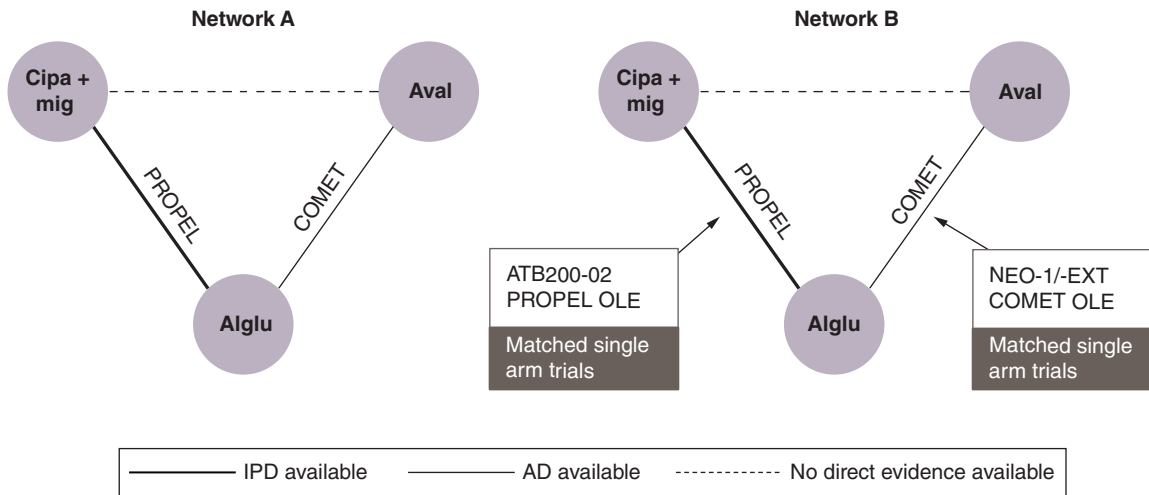 Network A
Cipa +
mig
Aval
PROPEL
COMET
Alglu
Network B
Cipa +
mig
Aval
PROPEL
COMET
ATB200-02
PROPEL OLE
Matched single
arm trials
Alglu
NEO-1/-EXT
COMET OLE
Matched single
arm trials
IPD available
AD available
No direct evidence available